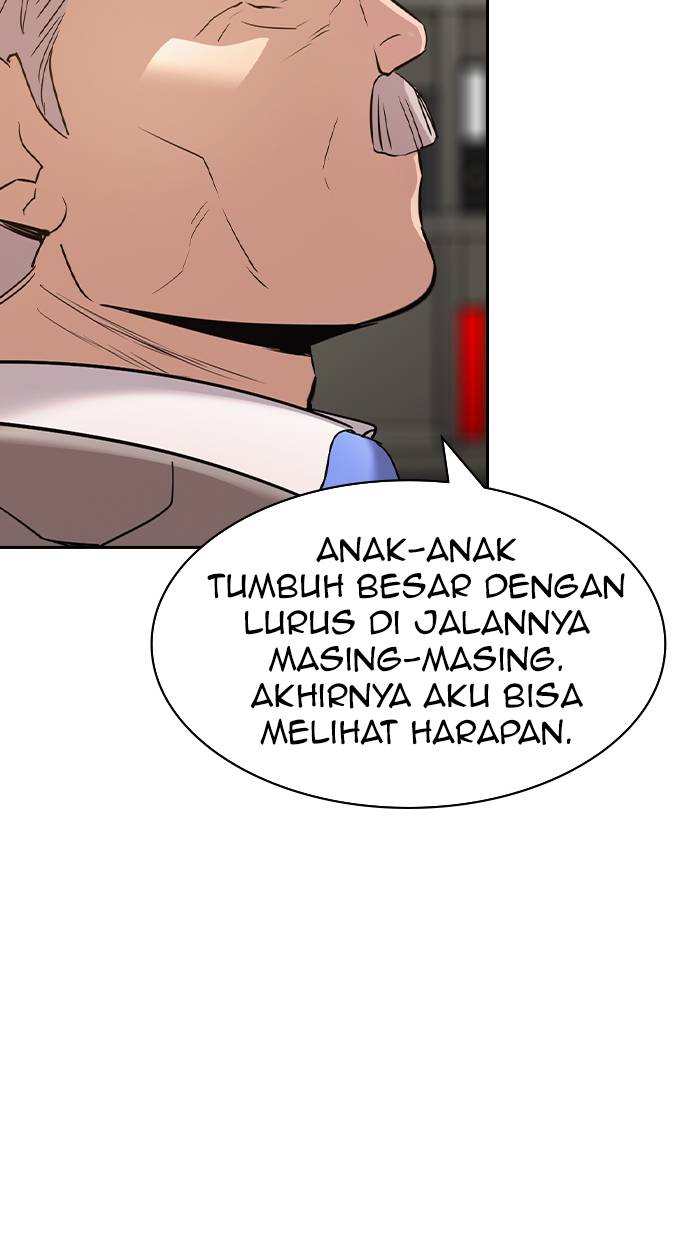 ANAK-ANAK
TUMBUH BESAR DENGAN
LURUS DI JALANNYA
MASING-MASING.
AKHIRNYA AKU BISA
MELIHAT HARAPAN.